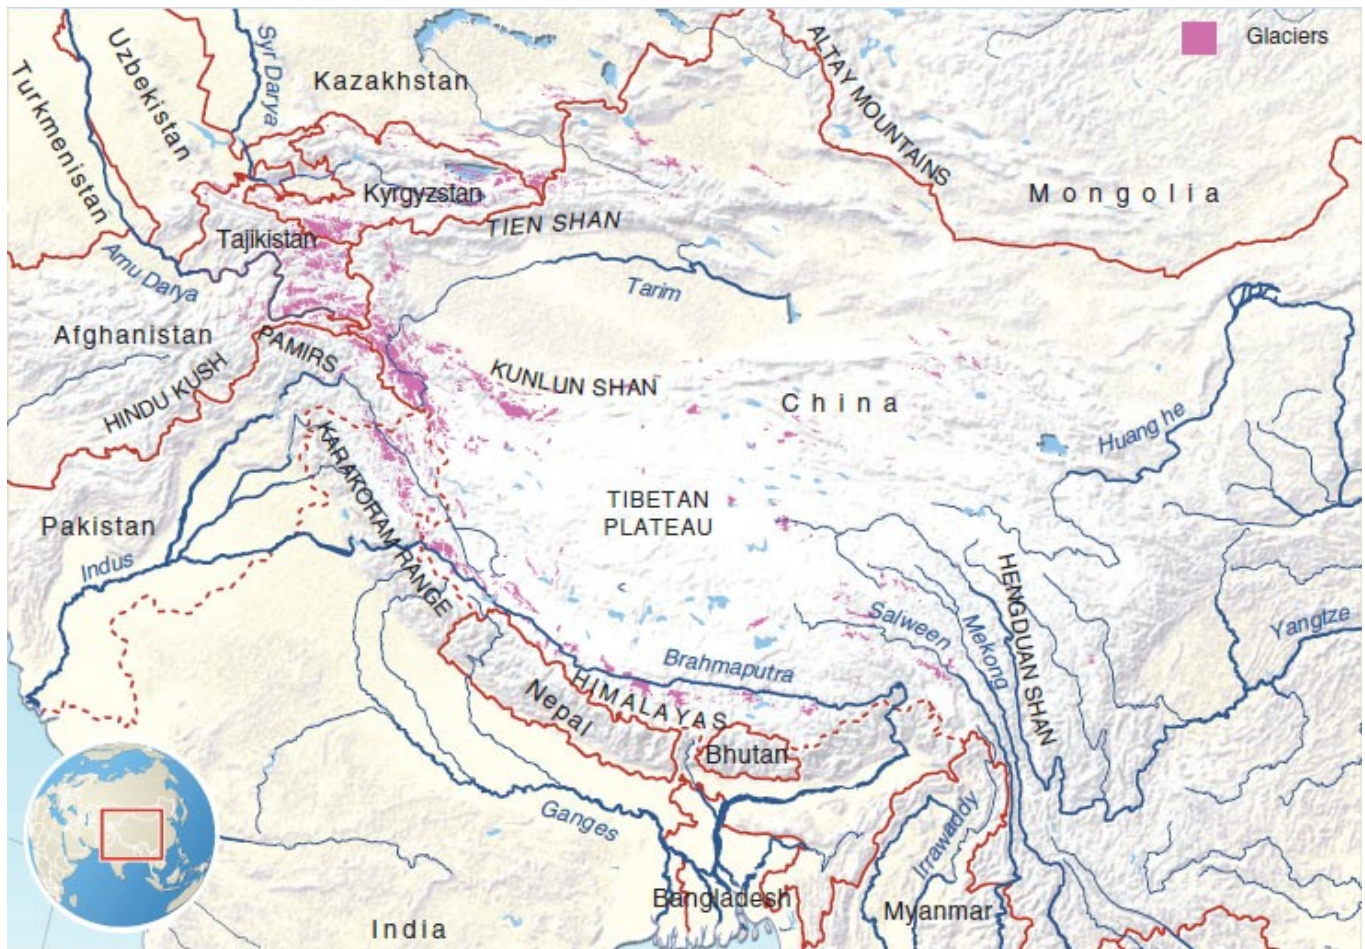 Glaciers
Kazakhstan
Syr Darya
Uzbekistan
Turkmenistan
ALTAY MOUNTAINS
Mongolia
Kyrgyzstan
TIEN SHAN
Tajikistan
Amu Darya
Tarim
Afghanistan
PAMIRS
HINDU KUSH
KUNLUN SHAN
China
Huang he
KARAKORAM RANGE
TIBETAN
PLATEAU
Pakistan
Indus
HENGDUAN SHAN
Salween
Mekong
Yangtze
Brahmaputra
HIMALAYAS
Nepal
Bhutan
Ganges
Irrawaddy
Bangladesh
Myanmar
India